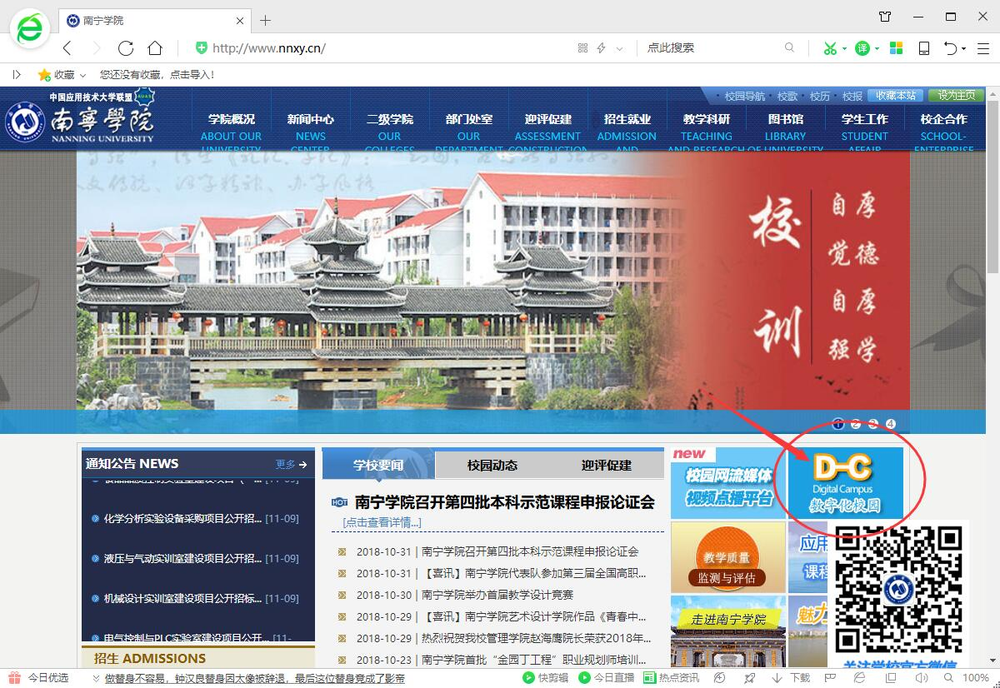 南宁学院
http://www.nnxy.cn/
点此搜索
译
收藏
您还没有收藏，点击导入！
中国应用技术大学联盟 AUAS
南寧學院
NANNING UNIVERSITY
校园导航 校歌 校历 校报 收藏本站 设为主页
学院概况 新闻中心 二级学院 部门处室 迎评促建 招生就业 教学科研 图书馆 学生工作 校企合作
ABOUT OUR NEWS OUR OUR ASSESSMENT ADMISSION TEACHING LIBRARY STUDENT SCHOOL-
UNIVERSITY CENTER COLLEGES DEPARTMENT CONSTRUCTION AND AND RESEARCH OF UNIVERSITY AFFAIR ENTERPRISE
校训
厚德厚学
自觉自强
1 2 3 4
通知公告 NEWS
更多
化学分析实验设备采购项目公开招... [11-09]
液压与气动实训室建设项目公开招... [11-09]
机械设计实训室建设项目公开招标... [11-09]
电气控制与PLC实验室建设项目公开... [11-
招生 ADMISSIONS
学校要闻 校园动态 迎评促建
HOT 南宁学院召开第四批本科示范课程申报论证会
[点击查看详情...]
2018-10-31 | 南宁学院召开第四批本科示范课程申报论证会
2018-10-31 | 【喜讯】南宁学院代表队参加第三届全国高职...
2018-10-30 | 南宁学院举办首届教学设计竞赛
2018-10-29 | 【喜讯】南宁学院艺术设计学院作品《青春中...
2018-10-29 | 热烈祝贺我校管理学院赵海鹰院长荣获2018年...
2018-10-23 | 南宁学院首批“金园丁工程”职业规划师培训...
new
校园网流媒体
视频点播平台
D-C
Digital Campus
数字化校园
教学质量
监测与评估
应用
课程
走进南宁学院
魅力
关注学校官方微信
今日优选
做替身不容易，钟汉良替身因太像被辞退，最后这位替身竟成了影帝
快剪辑
今日直播
热点资讯
下载
100%